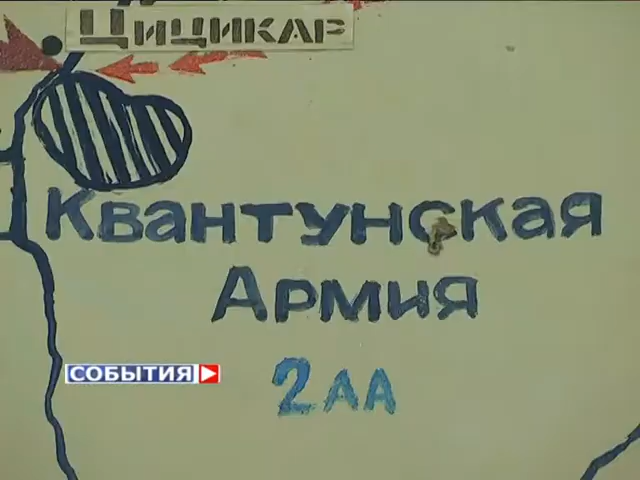 Цицикар
Квантунская
Армия
СОБЫТИЯ
2АА